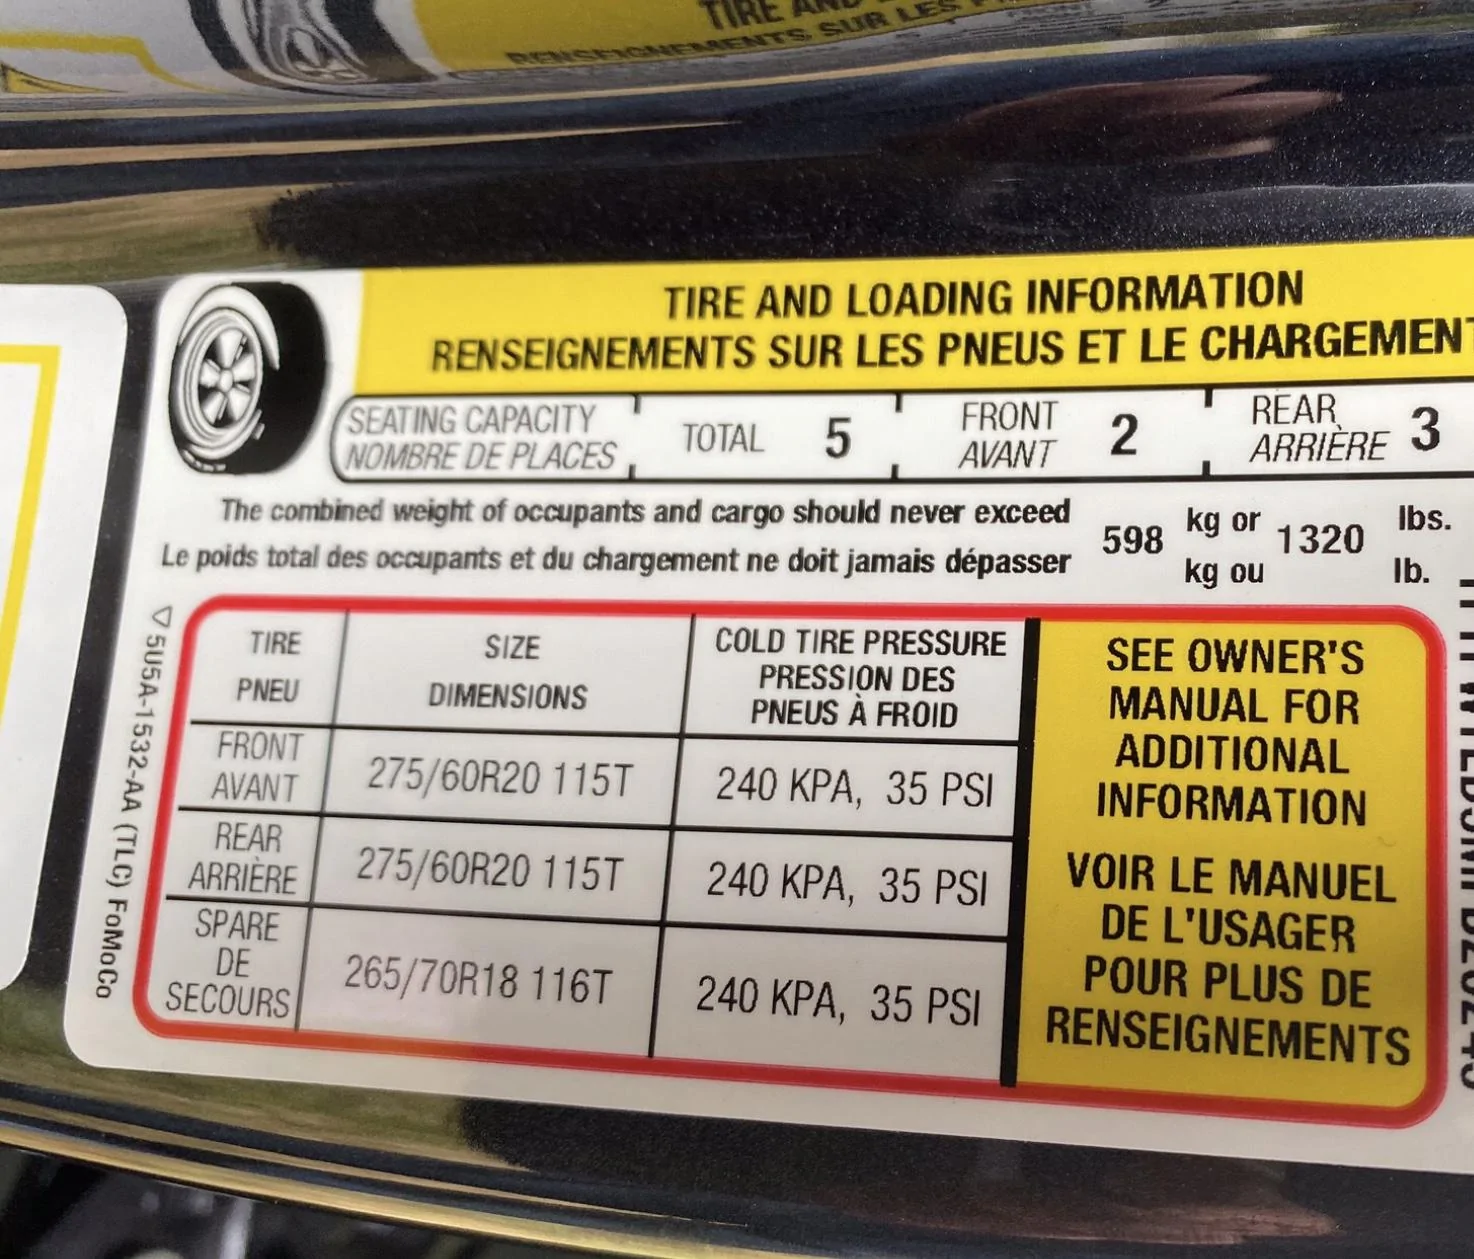 TIRE AND
RENSEIGNEMENTS SUR LES
TIRE AND LOADING INFORMATION
RENSEIGNEMENTS SUR LES PNEUS ET LE CHARGEMENT
SEATING CAPACITY
NOMBRE DE PLACES
TOTAL 5
FRONT
AVANT
2
REAR
ARRIÈRE
3
The combined weight of occupants and cargo should never exceed
Le poids total des occupants et du chargement ne doit jamais dépasser
598
kg or
kg ou
1320
lbs.
lb.
5U5A-1532-AA (TLC) FoMoCo
TIRE
PNEU
SIZE
DIMENSIONS
COLD TIRE PRESSURE
PRESSION DES
PNEUS À FROID
FRONT
AVANT
275/60R20 115T
240 KPA, 35 PSI
REAR
ARRIÈRE
275/60R20 115T
240 KPA, 35 PSI
SPARE
DE
SECOURS
265/70R18 116T
240 KPA, 35 PSI
SEE OWNER'S
MANUAL FOR
ADDITIONAL
INFORMATION
VOIR LE MANUEL
DE L'USAGER
POUR PLUS DE
RENSEIGNEMENTS